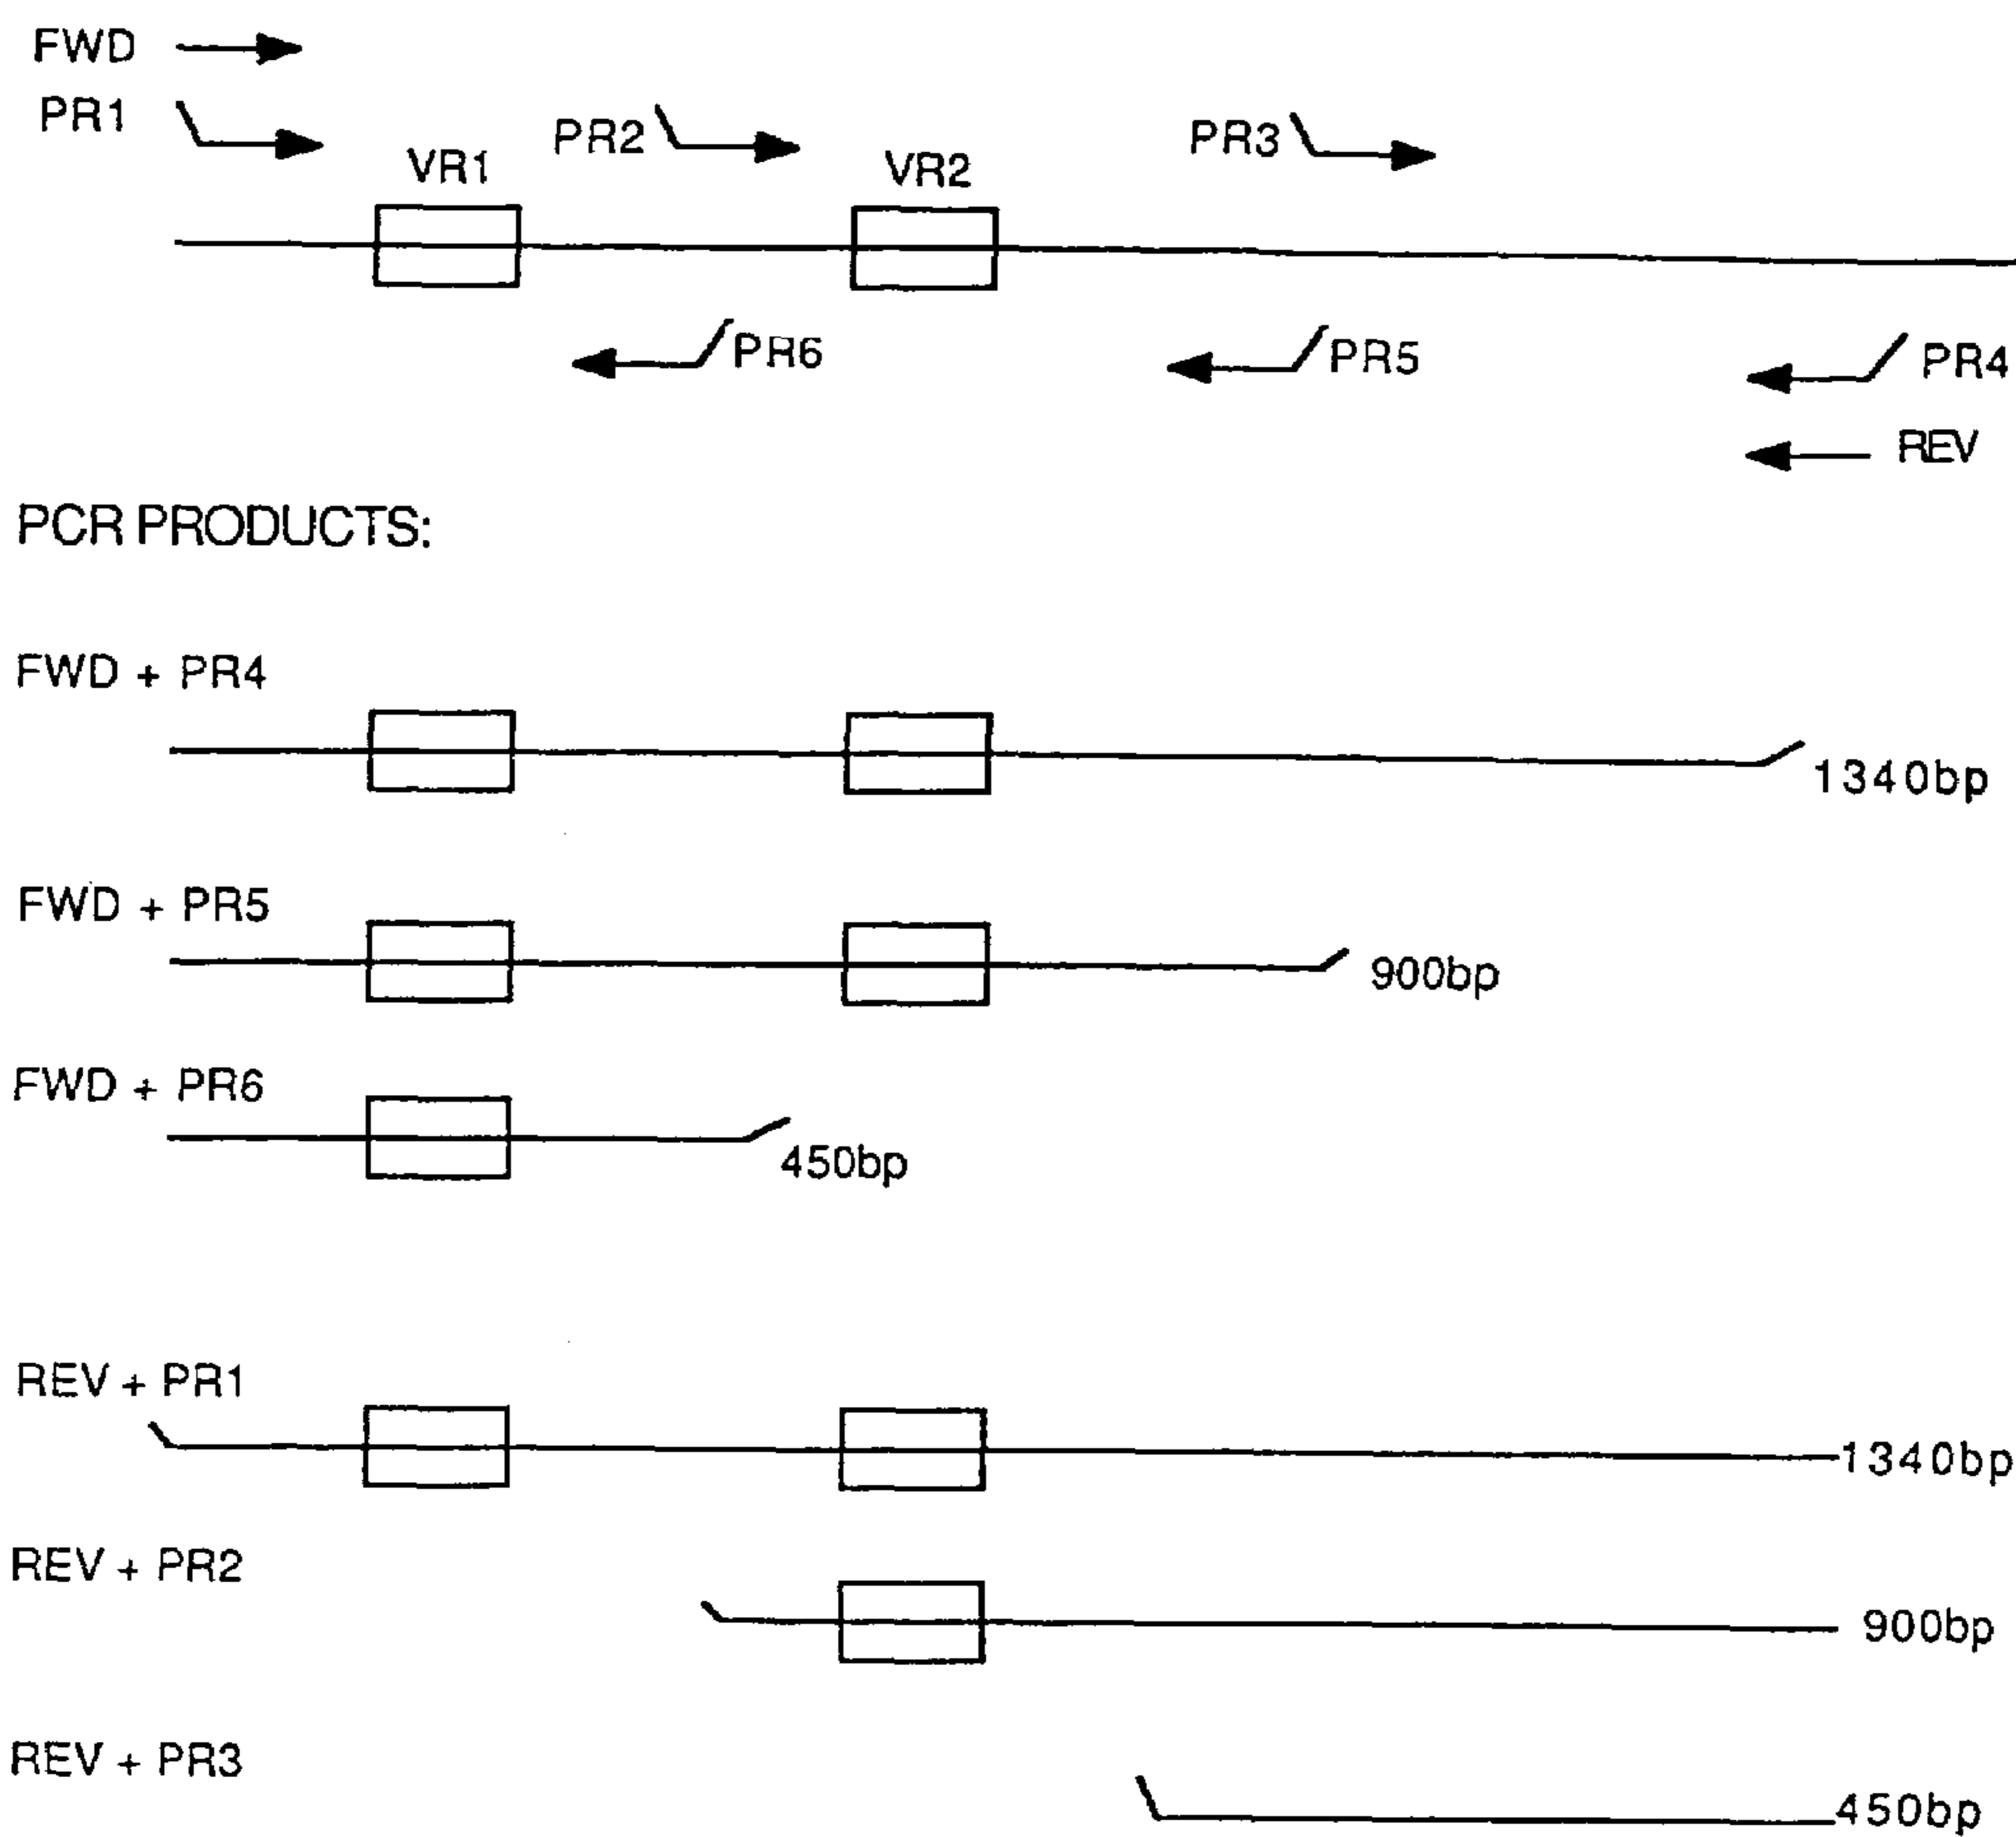 FWD
PR1
VR1
PR2
VR2
PR3
PR6
PR5
PR4
REV
PCR PRODUCTS:
FWD + PR4
1340bp
FWD + PR5
900bp
FWD + PR6
450bp
REV + PR1
1340bp
REV + PR2
900bp
REV + PR3
450bp